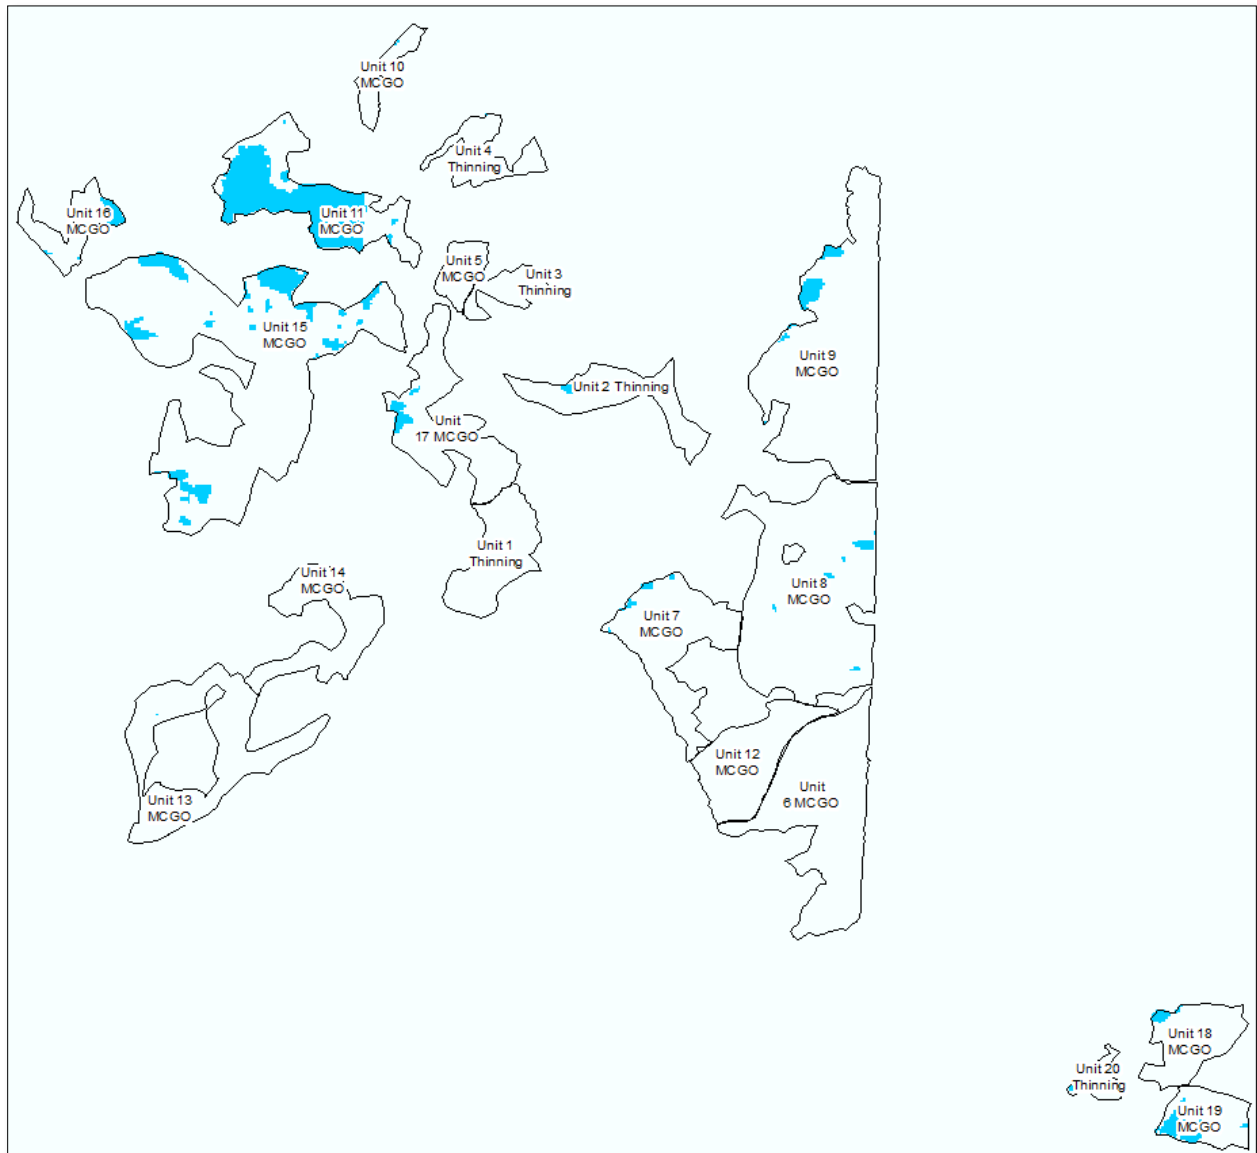 Unit 10
MCGO
Unit 4
Thinning
Unit 16
MCGO
Unit 11
MCGO
Unit 5
MCGO
Unit 3
Thinning
Unit 15
MCGO
Unit 9
MCGO
Unit 2 Thinning
Unit
17 MCGO
Unit 1
Thinning
Unit 14
MCGO
Unit 8
MCGO
Unit 7
MCGO
Unit 12
MCGO
Unit
6 MCGO
Unit 13
MCGO
Unit 18
MCGO
Unit 20
Thinning
Unit 19
MCGO